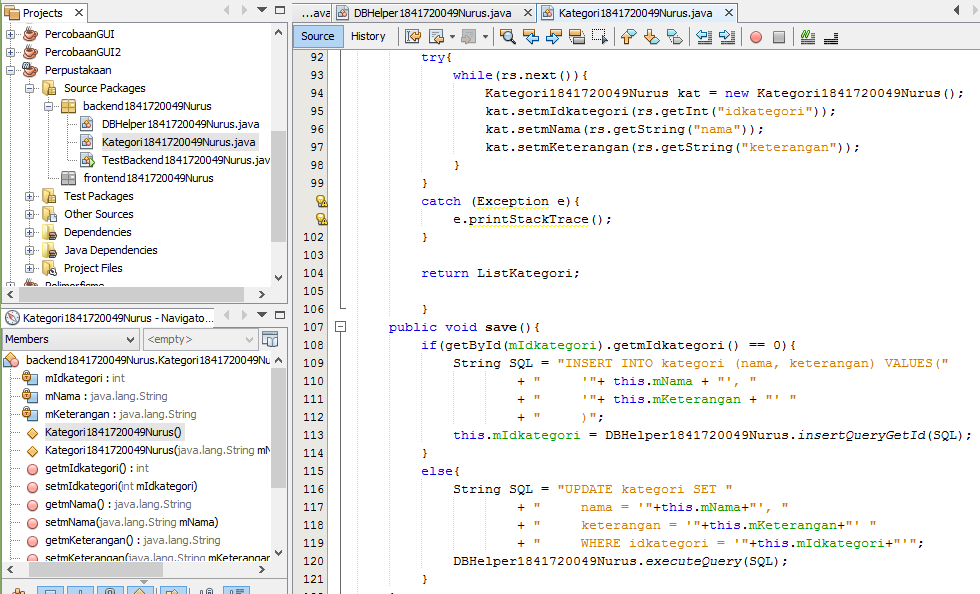 Projects
PercobaanGUI
PercobaanGUI2
Perpustakaan
Source Packages
backend1841720049Nurus
DBHelper1841720049Nurus.java
Kategori1841720049Nurus.java
TestBackend1841720049Nurus.jav
frontend1841720049Nurus
Test Packages
Other Sources
Dependencies
Java Dependencies
Project Files
Kategori1841720049Nurus - Navigato...
Members
<empty>
backend1841720049Nurus.Kategori1841720049Nu
mIdkategori : int
mNama : java.lang.String
mKeterangan : java.lang.String
Kategori1841720049Nurus()
Kategori1841720049Nurus(java.lang.String mN
getmIdkategori() : int
setmIdkategori(int mIdkategori)
getmNama() : java.lang.String
setmNama(java.lang.String mNama)
getmKeterangan() : java.lang.String
setmKeterangan(java.lang.String mKeterangan
...ava
DBHelper1841720049Nurus.java
Kategori1841720049Nurus.java
Source History
92 try{
93 while(rs.next()){
94 Kategori1841720049Nurus kat = new Kategori1841720049Nurus();
95 kat.setmIdkategori(rs.getInt("idkategori"));
96 kat.setmNama(rs.getString("nama"));
97 kat.setmKeterangan(rs.getString("keterangan"));
98 }
99 }
catch (Exception e){
e.printStackTrace();
102 }
103
104 return ListKategori;
105
106 }
107 public void save(){
108 if(getById(mIdkategori).getmIdkategori() == 0){
109 String SQL = "INSERT INTO kategori (nama, keterangan) VALUES("
110 + " '"+ this.mNama + "', "
111 + " '"+ this.mKeterangan + "' "
112 + " )";
113 this.mIdkategori = DBHelper1841720049Nurus.insertQueryGetId(SQL);
114 }
115 else{
116 String SQL = "UPDATE kategori SET "
117 + " nama = '"+this.mNama+"', "
118 + " keterangan = '"+this.mKeterangan+"' "
119 + " WHERE idkategori = '"+this.mIdkategori+"'";
120 DBHelper1841720049Nurus.executeQuery(SQL);
121 }